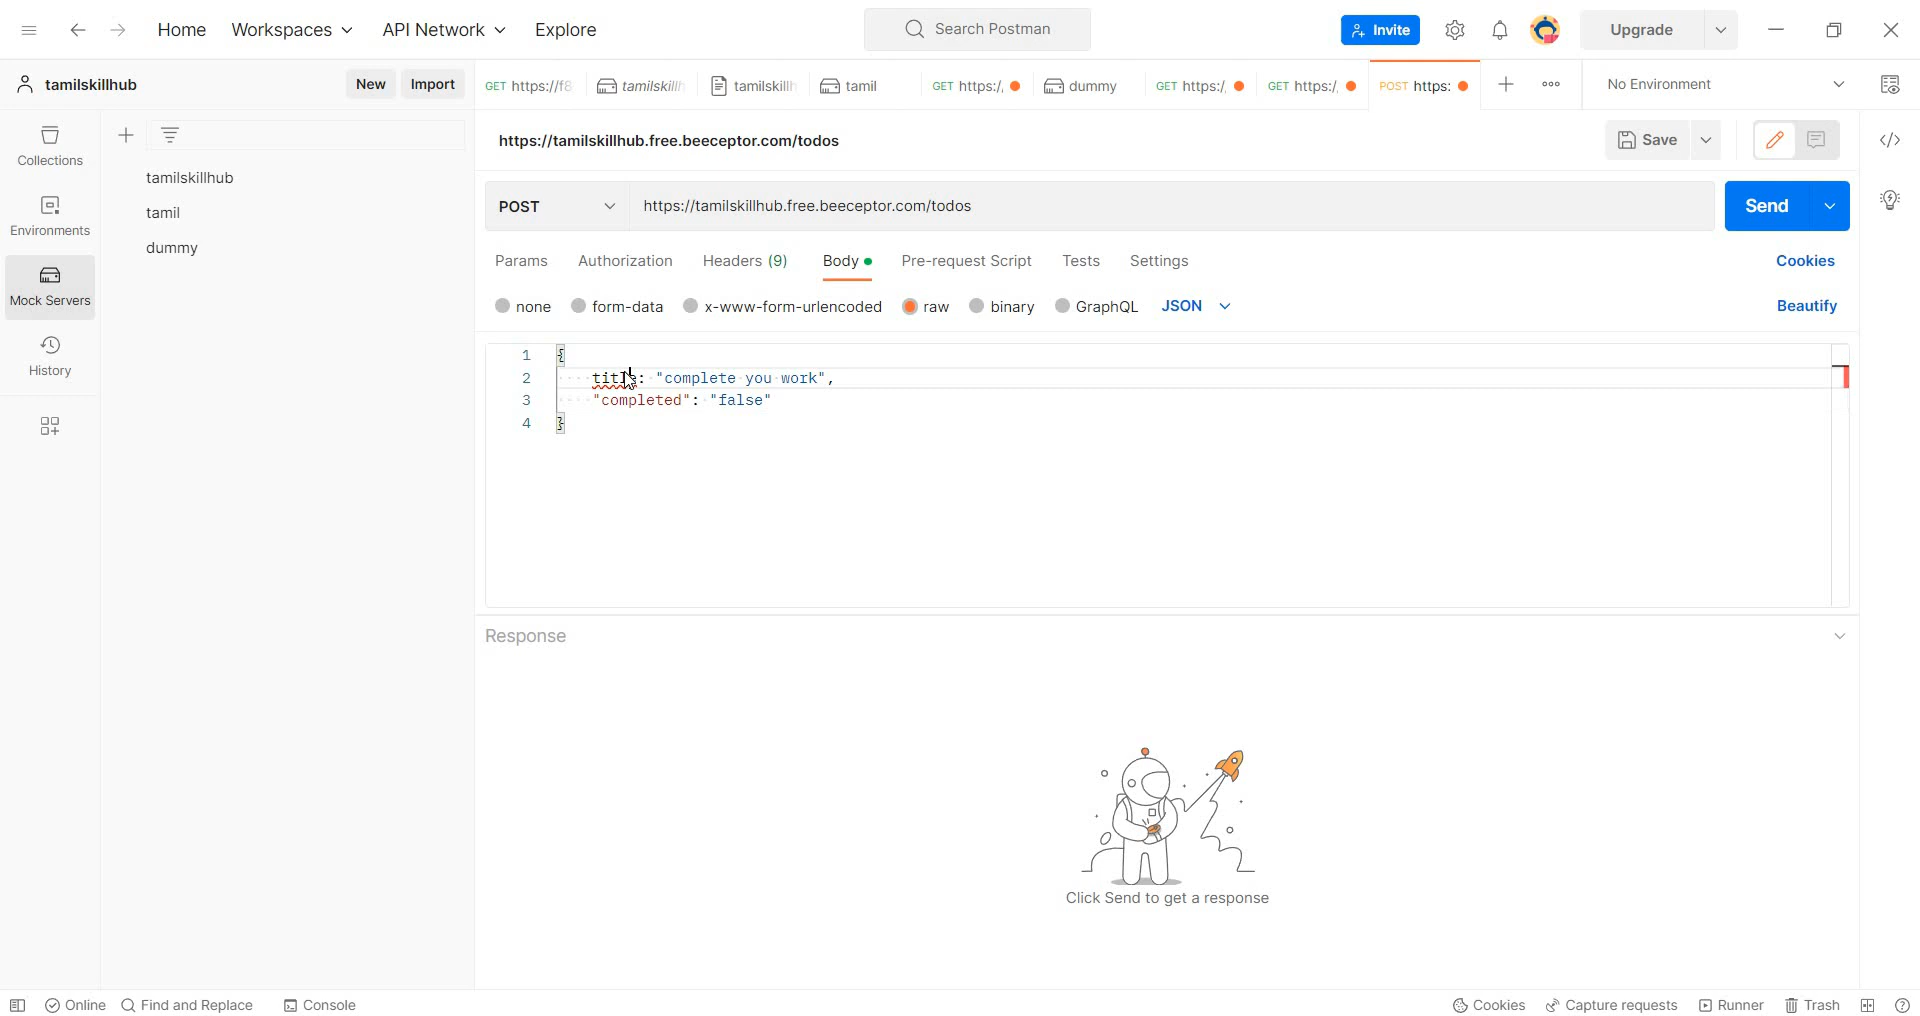 Home Workspaces API Network Explore Search Postman Invite Upgrade
tamilskillhub New Import GET https://f8 tamilskillh tamilskillh tamil GET https:/, dummy GET https:/, GET https:/, POST https: No Environment
Collections
Environments
Mock Servers
History
tamilskillhub
tamil
dummy
https://tamilskillhub.free.beeceptor.com/todos Save
POST https://tamilskillhub.free.beeceptor.com/todos Send
Params Authorization Headers (9) Body Pre-request Script Tests Settings Cookies
none form-data x-www-form-urlencoded raw binary GraphQL JSON Beautify
1 {
2 title: "complete you work",
3 "completed": "false"
4 }
Response
Click Send to get a response
Online Find and Replace Console Cookies Capture requests Runner Trash